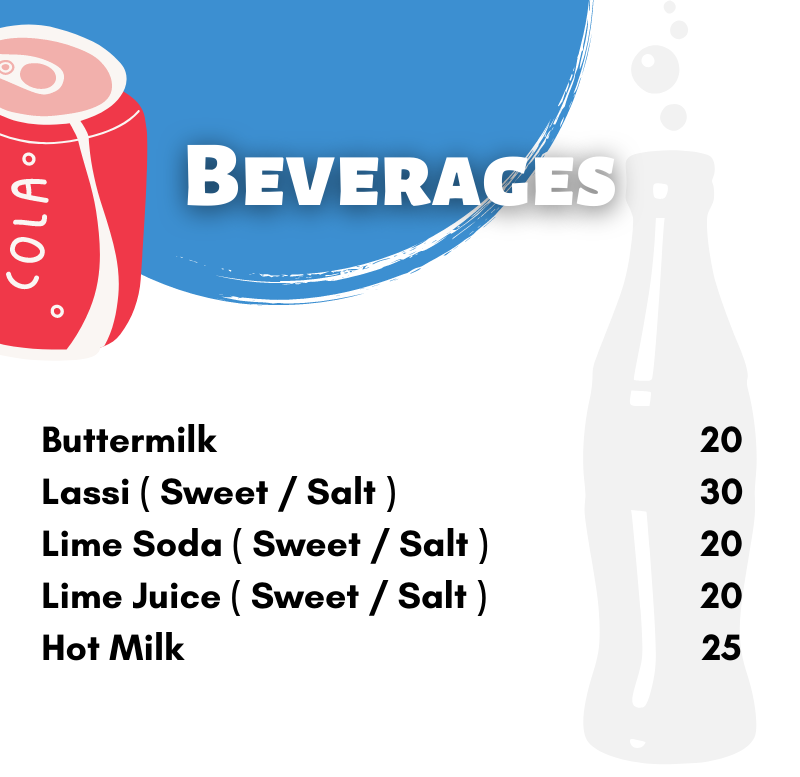 COLA
BEVERAGES
Buttermilk 20
Lassi ( Sweet / Salt ) 30
Lime Soda ( Sweet / Salt ) 20
Lime Juice ( Sweet / Salt ) 20
Hot Milk 25